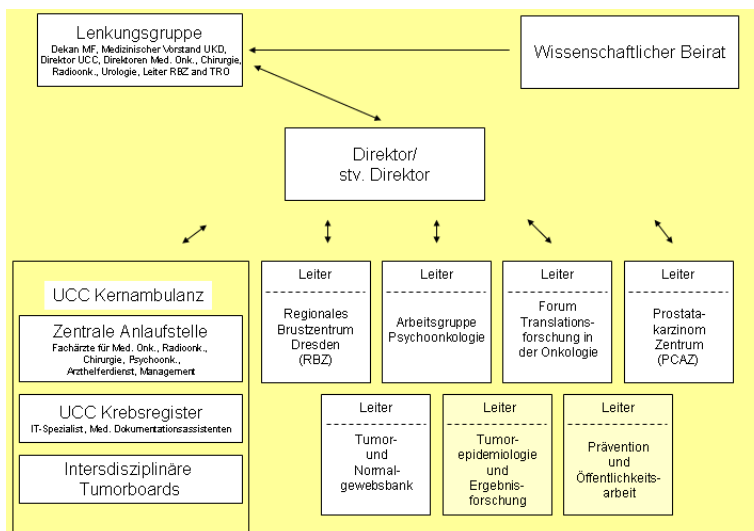 Lenkungsgruppe
Dekan MF, Medizinischer Vorstand UKD,
Direktor UCC, Direktoren Med. Onk., Chirurgie,
Radioonk., Urologie, Leiter RBZ and TRO
Wissenschaftlicher Beirat
Direktor/
stv. Direktor
UCC Kernambulanz
Zentrale Anlaufstelle
Fachärzte für Med. Onk., Radioonk.,
Chirurgie, Psychoonk.,
Arzthelferdienst, Management
UCC Krebsregister
IT-Spezialist, Med. Dokumentationsassistenten
Intersdisziplinäre
Tumorboards
Leiter
Regionales
Brustzentrum
Dresden
(RBZ)
Leiter
Arbeitsgruppe
Psychoonkologie
Leiter
Forum
Translations-
forschung in
der Onkologie
Leiter
Prostata-
karzinom
Zentrum
(PCAZ)
Leiter
Tumor-
und
Normal-
gewebsbank
Leiter
Tumor-
epidemiologie
und
Ergebnis-
forschung
Leiter
Prävention
und
Öffentlichkeits-
arbeit